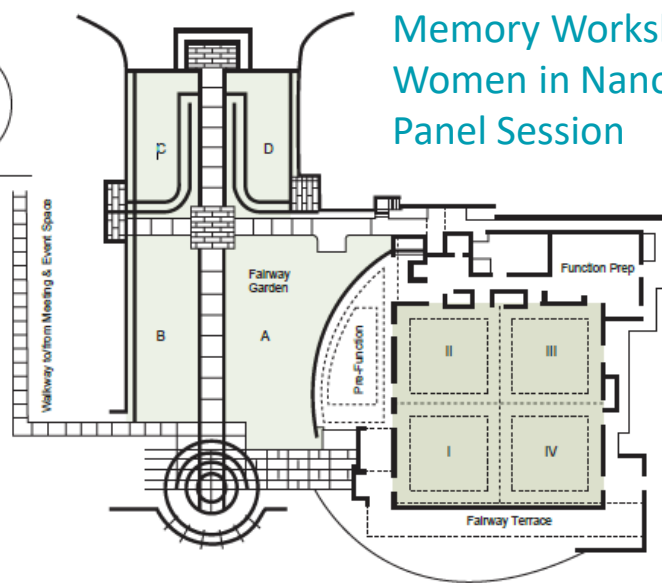 Memory Works
Women in Nano
Panel Session
C
D
Walkway to/from Meeting & Event Space
Fairway
Garden
Function Prep
B
A
Pre-Function
II
III
I
IV
Fairway Terrace